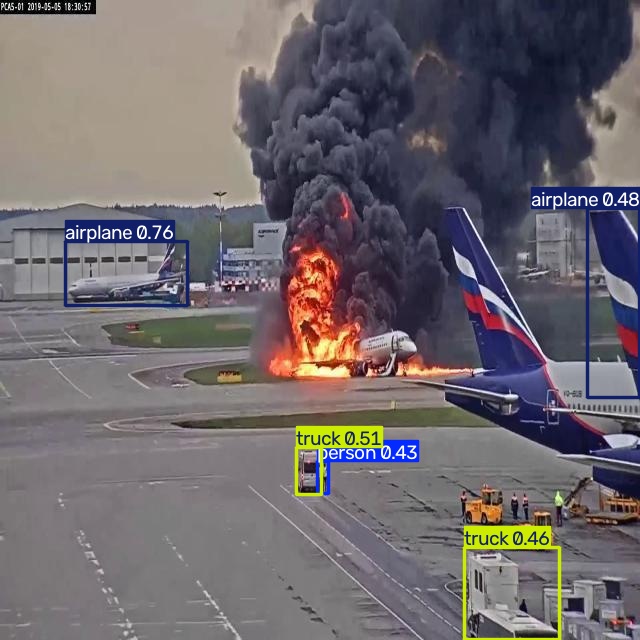 PCAS-01 2019-05-05 18:30:57
airplane 0.76
airplane 0.48
truck 0.51
person 0.43
truck 0.46